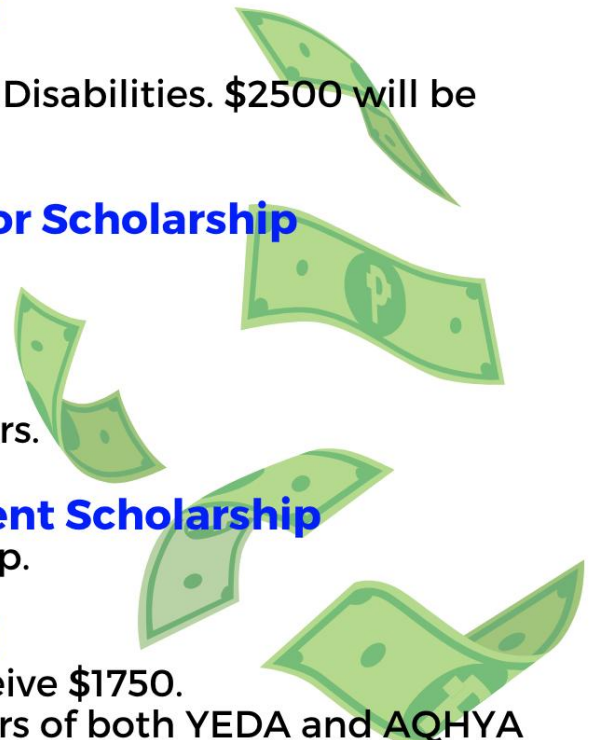 Disabilities. $2500 will be
or Scholarship
rs.
ent Scholarship
p.
eive $1750.
rs of both YEDA and AQHYA